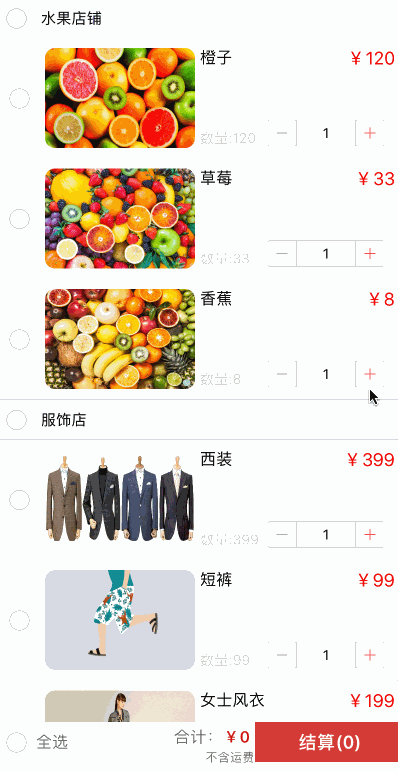 水果店铺
橙子
¥ 120
数量:120
1
草莓
¥ 33
数量:33
1
香蕉
¥ 8
数量:8
1
服饰店
西装
¥ 399
数量:399
1
短裤
¥ 99
数量:99
1
女士风衣
¥ 199
全选
合计: ¥ 0
不含运费
结算(0)